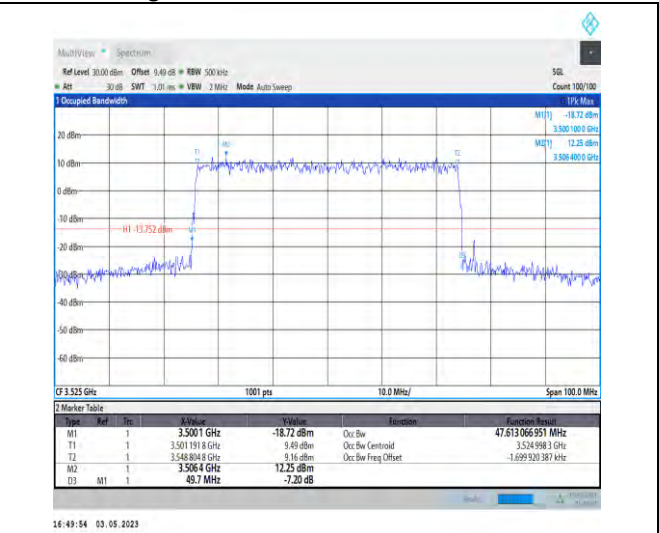 MultiView Spectrum
Ref Level 30.00 dBm Offset 9.49 dB RBW 500 kHz SGL
Att 30 dB SWT 1.01 ms VBW 2 MHz Mode Auto Sweep Count 100/100
1 Occupied Bandwidth 1Pk Max
M1[1] -18.72 dBm
3.500 100 0 GHz
M2[1] 12.25 dBm
3.506 400 0 GHz
20 dBm
T1 M2 T2
10 dBm
0 dBm
-10 dBm
H1 -13.752 dBm
-20 dBm
-30 dBm
-40 dBm
-50 dBm
-60 dBm
CF 3.525 GHz 1001 pts 10.0 MHz/ Span 100.0 MHz
2 Marker Table
Type Ref Trc X-Value Y-Value Function Function Result
M1 1 3.5001 GHz -18.72 dBm Occ Bw 47.613 066 951 MHz
T1 1 3.501 191 8 GHz 9.49 dBm Occ Bw Centroid 3.524 998 3 GHz
T2 1 3.548 804 8 GHz 9.16 dBm Occ Bw Freq Offset -1.699 920 387 kHz
M2 1 3.506 4 GHz 12.25 dBm
D3 M1 1 49.7 MHz -7.20 dB
16:49:54 03.05.2023